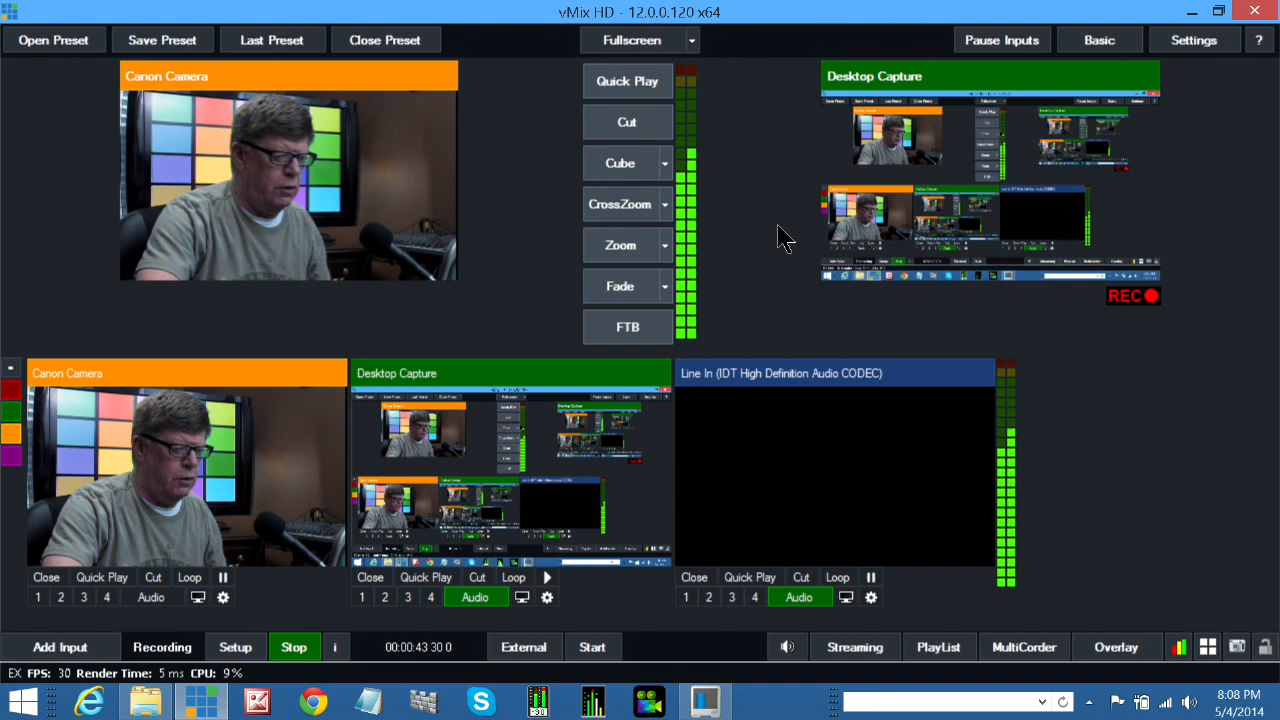 vMix HD - 12.0.0.120 x64
Open Preset
Save Preset
Last Preset
Close Preset
Fullscreen
Pause Inputs
Basic
Settings
?
Canon Camera
Quick Play
Cut
Cube
CrossZoom
Zoom
Fade
FTB
Desktop Capture
REC
Canon Camera
Desktop Capture
Line In (IDT High Definition Audio CODEC)
Close Quick Play Cut Loop
1 2 3 4 Audio
Close Quick Play Cut Loop
1 2 3 4 Audio
Close Quick Play Cut Loop
1 2 3 4 Audio
Add Input
Recording
Setup
Stop
i
00:00:43 30 0
External
Start
Streaming
PlayList
MultiCorder
Overlay
EX FPS: 30 Render Time: 5 ms CPU: 9 %
8:08 PM
5/4/2014